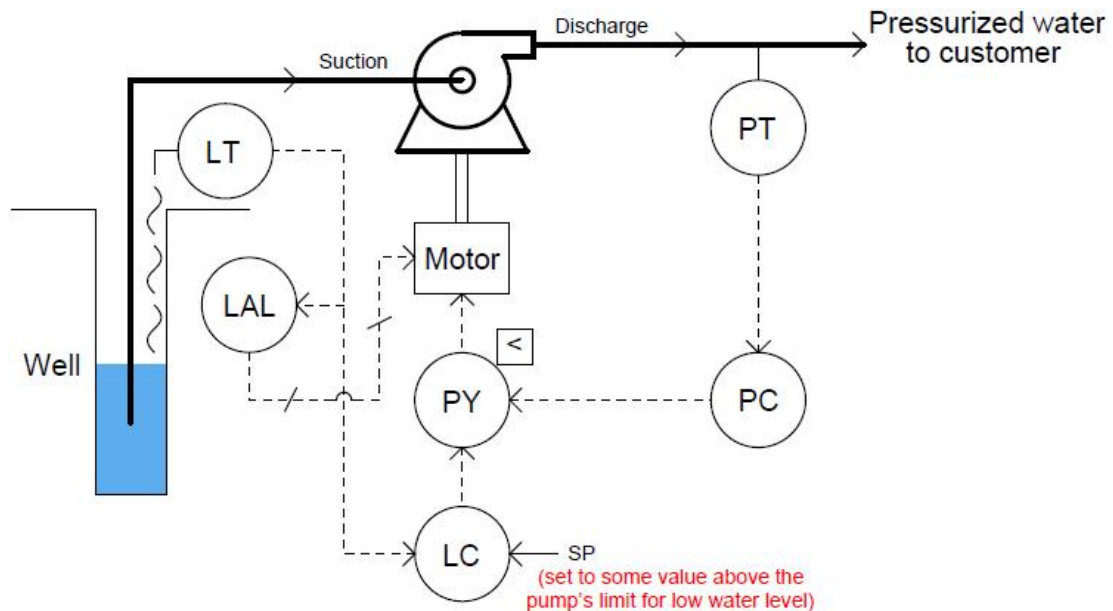 Pressurized water
to customer
Discharge
Suction
PT
LT
Motor
LAL
<
Well
PY
PC
LC
SP
(set to some value above the
pump's limit for low water level)